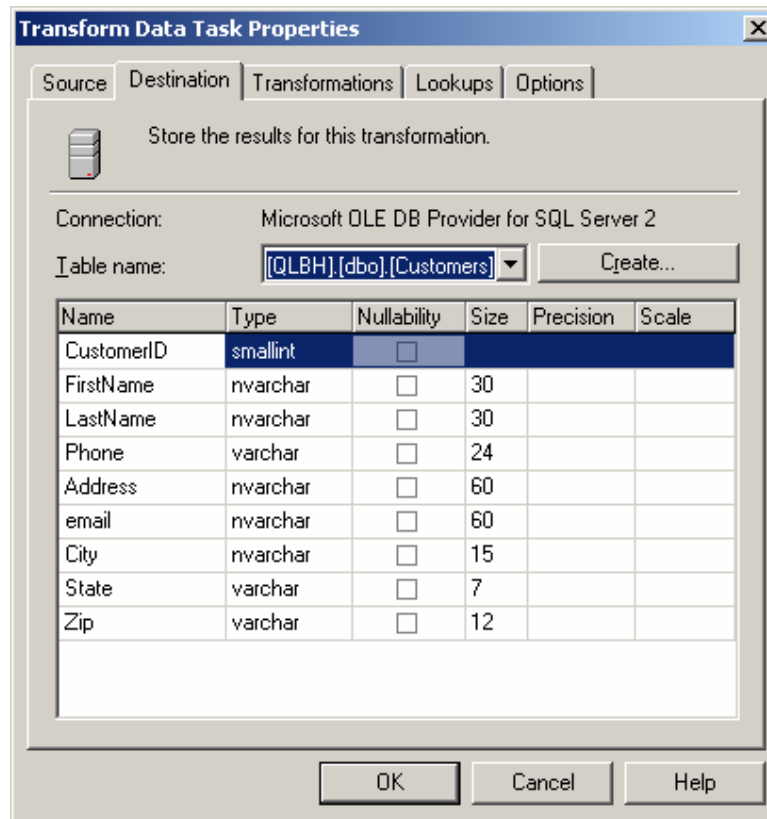 Transform Data Task Properties
Source Destination Transformations Lookups Options
Store the results for this transformation.
Connection: Microsoft OLE DB Provider for SQL Server 2
Table name: [QLBH].[dbo].[Customers] Create...
Name Type Nullability Size Precision Scale
CustomerID smallint
FirstName nvarchar 30
LastName nvarchar 30
Phone varchar 24
Address nvarchar 60
email nvarchar 60
City nvarchar 15
State varchar 7
Zip varchar 12
OK Cancel Help